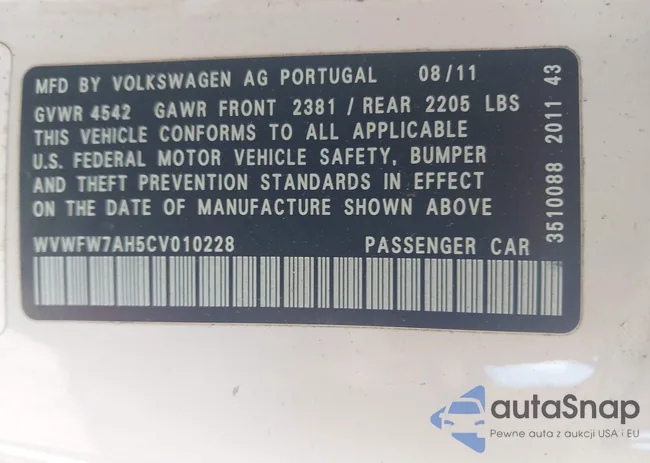 MFD BY VOLKSWAGEN AG PORTUGAL 08/11
GVWR 4542 GAWR FRONT 2381 / REAR 2205 LBS
THIS VEHICLE CONFORMS TO ALL APPLICABLE
U.S. FEDERAL MOTOR VEHICLE SAFETY, BUMPER
AND THEFT PREVENTION STANDARDS IN EFFECT
ON THE DATE OF MANUFACTURE SHOWN ABOVE
WVWFW7AH5CV010228 PASSENGER CAR
3510088 2011 43
autaSnap
Pewne auta z aukcji USA i EU